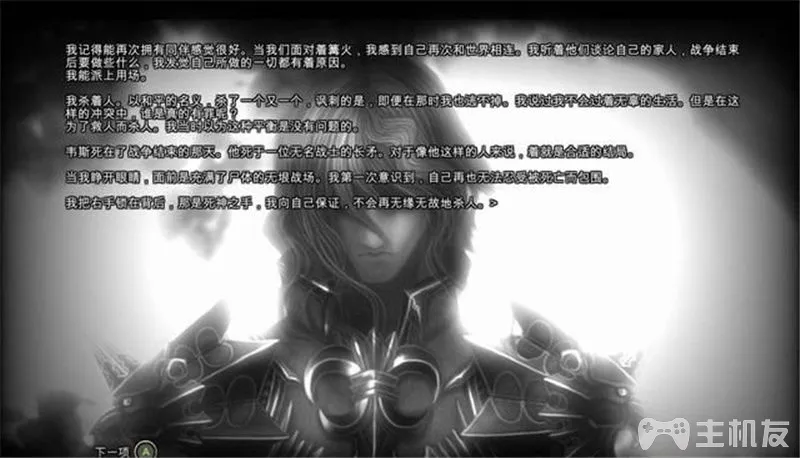 我记得能再次拥有同伴感觉很好。当我们面对着篝火，我感到自己再次和世界相连。我听着他们谈论自己的家人，战争结束
后要做些什么，我发觉自己所做的一切都有着原因。
我能派上用场。
我杀着人。以和平的名义，杀了一个又一个，讽刺的是，即便在那时我也逃不掉。我说过我不会过着无辜的生活。但是在这
样的冲突中，谁是真的有罪呢？
为了救人而杀人。我当时以为这种平衡是没有问题的。
韦斯死在了战争结束的那天。他死于一位无名战士的长矛。对于像他这样的人来说，着就是合适的结局。
当我睁开眼睛，面前是充满了尸体的无垠战场。我第一次意识到，自己再也无法忍受被死亡而包围。
我把右手锁在背后，那是死神之手，我向自己保证，不会再无缘无故地杀人。>
下一项 A
主机友